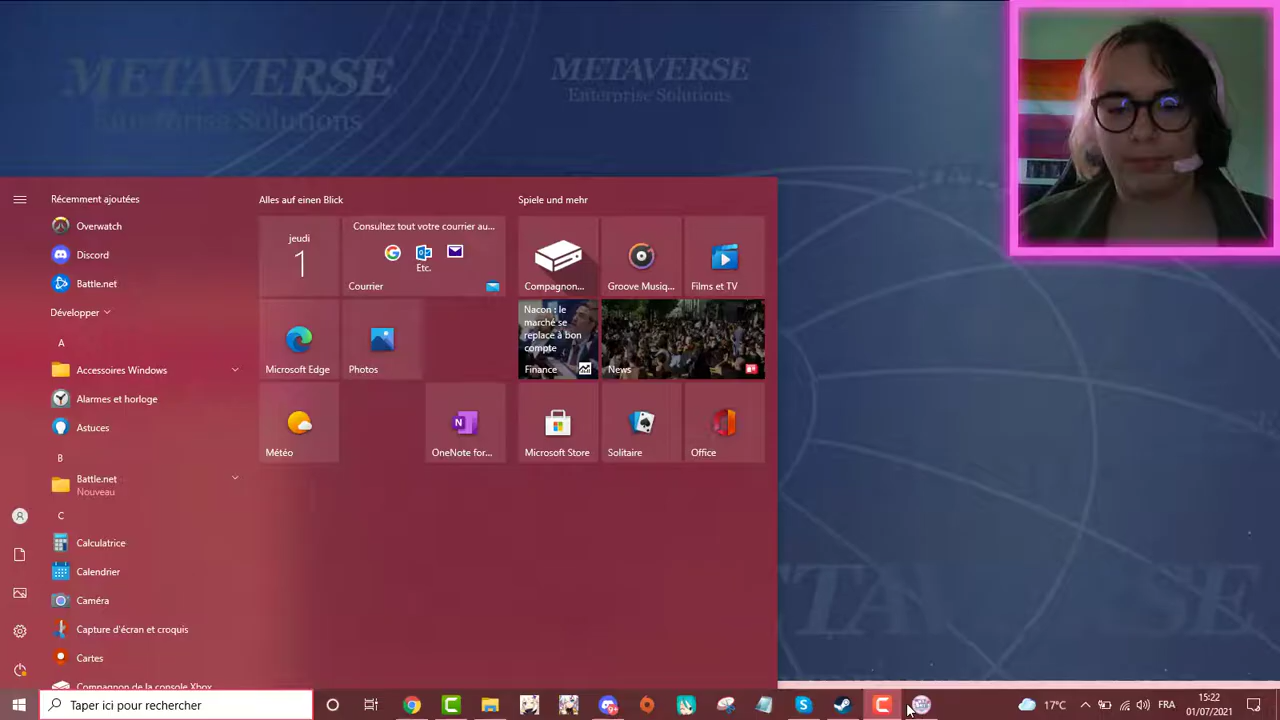 METAVERSE
Enterprise Solutions
METAVERSE
Enterprise Solutions
Récemment ajoutées
Overwatch
Discord
Battle.net
Développer
A
Accessoires Windows
Alarmes et horloge
Astuces
B
Battle.net
Nouveau
C
Calculatrice
Calendrier
Caméra
Capture d'écran et croquis
Cartes
Compagnon de la console Xbox
Alles auf einen Blick
jeudi
1
Consultez tout votre courrier au...
Etc.
Courrier
Microsoft Edge
Photos
Météo
N
OneNote for...
Spiele und mehr
Compagnon...
Groove Musiq...
Films et TV
Nacon : le
marché se
replace à bon
compte
Finance
News
Microsoft Store
Solitaire
Office
TAVERSE
Taper ici pour rechercher
17°C
FRA
15:22
01/07/2021